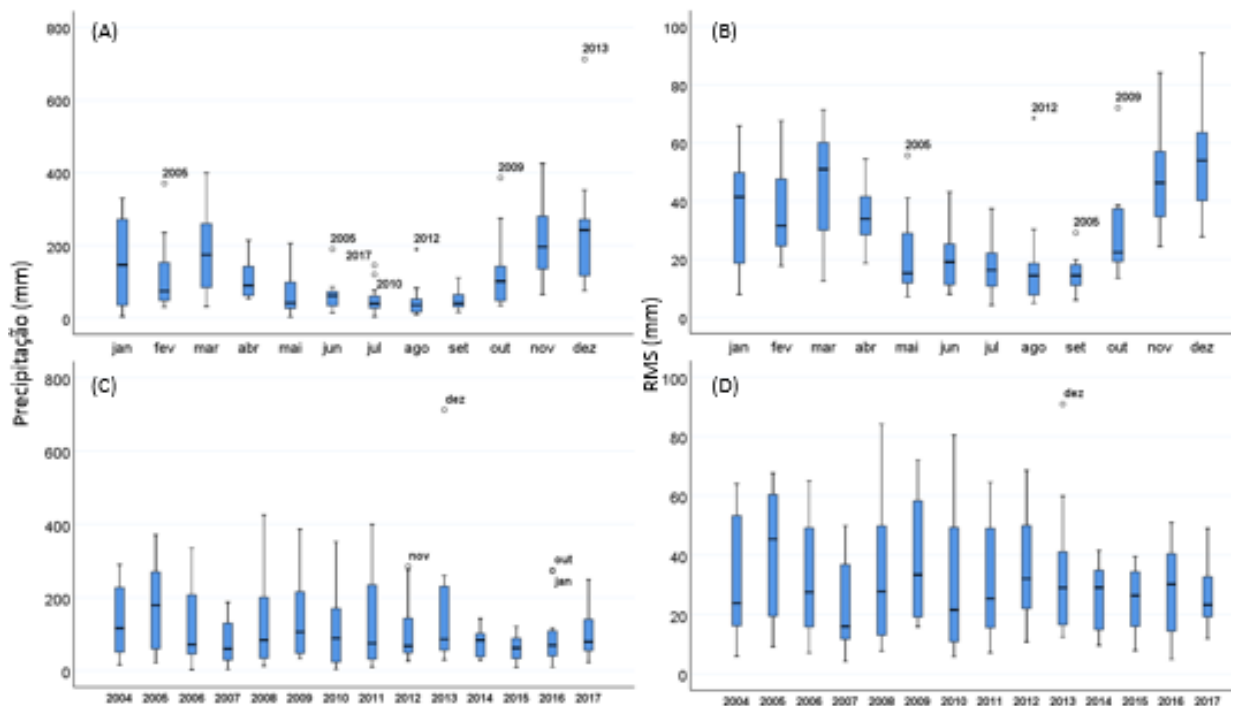 Precipitação (mm)
(A)
800
600
400
200
0
2005
2005
2017
2010
2012
2009
2013
jan fev mar abr mai jun jul ago set out nov dez
RMS (mm)
(B)
100
80
60
40
20
0
2005
2012
2005
2009
jan fev mar abr mai jun jul ago set out nov dez
(C)
800
600
400
200
0
nov
dez
out
jan
2004 2005 2006 2007 2008 2009 2010 2011 2012 2013 2014 2015 2016 2017
(D)
100
80
60
40
20
0
dez
2004 2005 2006 2007 2008 2009 2010 2011 2012 2013 2014 2015 2016 2017